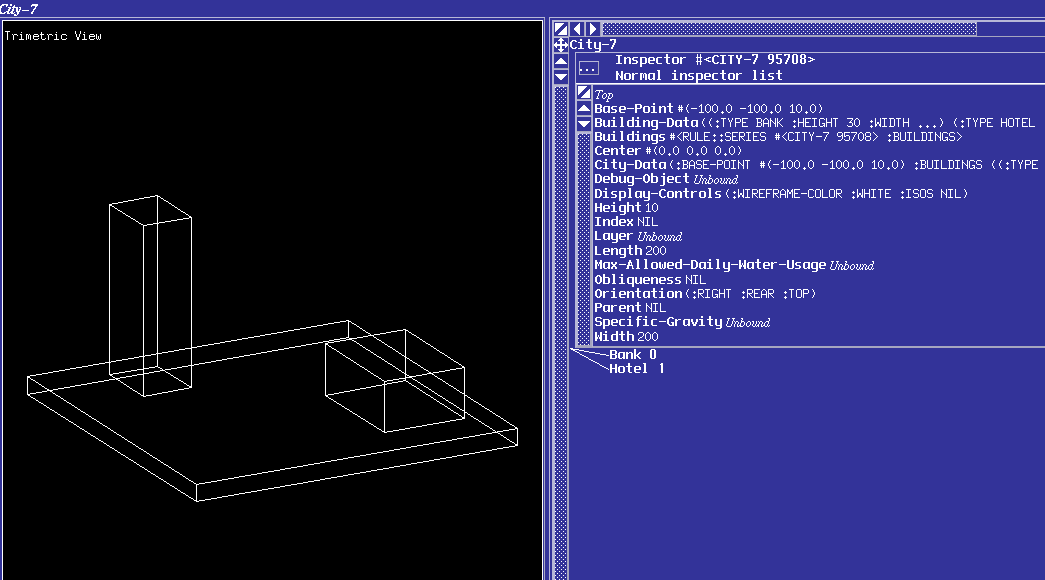 City-7
Trimetric View
City-7
... Inspector #<CITY-7 95708>
Normal inspector list
Top
Base-Point #(-100.0 -100.0 10.0)
Building-Data ((:TYPE BANK :HEIGHT 30 :WIDTH ...) (:TYPE HOTEL
Buildings #<RULE::SERIES #<CITY-7 95708> :BUILDINGS>
Center #(0.0 0.0 0.0)
City-Data (:BASE-POINT #(-100.0 -100.0 10.0) :BUILDINGS ((:TYPE
Debug-Object Unbound
Display-Controls (:WIREFRAME-COLOR :WHITE :ISOS NIL)
Height 10
Index NIL
Layer Unbound
Length 200
Max-Allowed-Daily-Water-Usage Unbound
Obliqueness NIL
Orientation (:RIGHT :REAR :TOP)
Parent NIL
Specific-Gravity Unbound
Width 200
Bank 0
Hotel 1